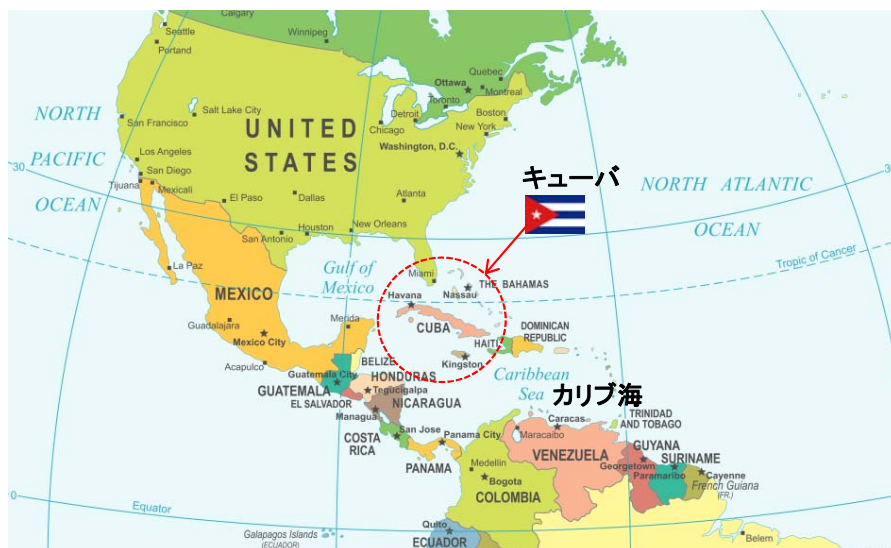 Calgary
Seattle
Winnipeg
Portland
Quebec
Ottawa
Montreal
Toronto
Boston
Detroit
Chicago
New York
Salt Lake City
NORTH
PACIFIC
OCEAN
San Francisco
UNITED
STATES
Washington, D.C.
Los Angeles
San Diego
Tijuana
Mexicali
El Paso
Dallas
Atlanta
キューバ
NORTH ATLANTIC
OCEAN
30
San Antonio
Houston
New Orleans
Tropic of Cancer
La Paz
Gulf of
Mexico
Miami
Havana
Nassau
THE BAHAMAS
MEXICO
Guadalajara
Mexico City
Merida
CUBA
HAITI
DOMINICAN
REPUBLIC
Kingston
Acapulco
BELIZE
Guatemala City
HONDURAS
Caribbean
Sea
カリブ海
GUATEMALA
Tegucigalpa
EL SALVADOR
NICARAGUA
Managua
Caracas
TRINIDAD
AND TOBAGO
COSTA
RICA
San Jose
Panama City
PANAMA
Maracaibo
VENEZUELA
GUYANA
Georgetown
SURINAME
Paramaribo
Cayenne
French Guiana
(FR.)
Medellin
Bogota
COLOMBIA
0
Equator
Galapagos Islands
(ECUADOR)
Quito
ECUADOR
Belem